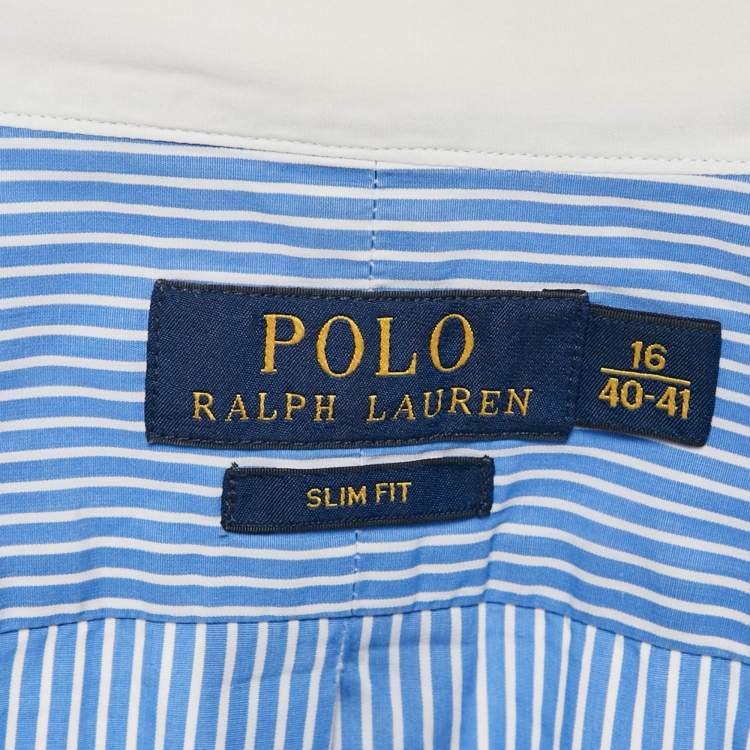 POLO
RALPH LAUREN
16
40-41
SLIM FIT